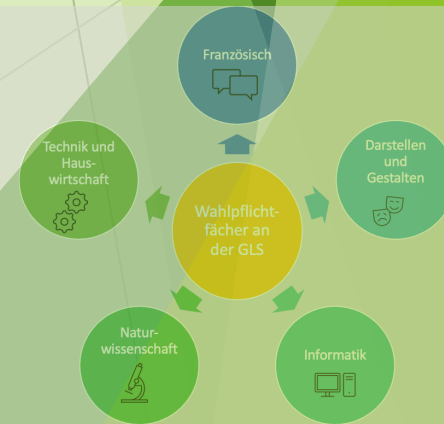 Französisch
Technik und
Haus-
wirtschaft
Darstellen
und
Gestalten
Wahlpflicht-
fächer an
der GLS
Natur-
wissenschaft
Informatik